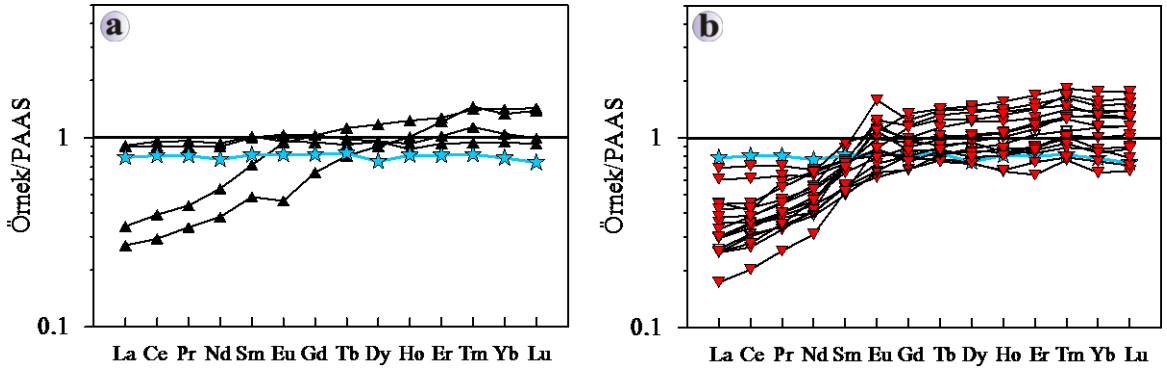 a
Örnek/PAAS
1
0.1
La Ce Pr Nd Sm Eu Gd Tb Dy Ho Er Tm Yb Lu
b
Örnek/PAAS
1
0.1
La Ce Pr Nd Sm Eu Gd Tb Dy Ho Er Tm Yb Lu